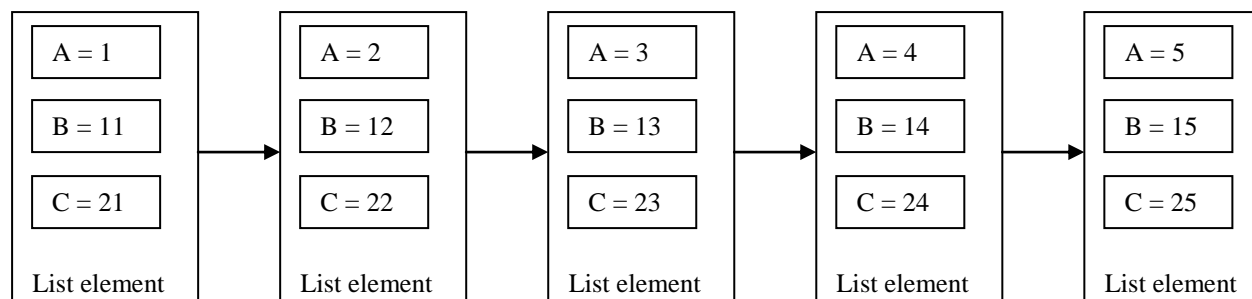 A = 1
B = 11
C = 21
List element
A = 2
B = 12
C = 22
List element
A = 3
B = 13
C = 23
List element
A = 4
B = 14
C = 24
List element
A = 5
B = 15
C = 25
List element